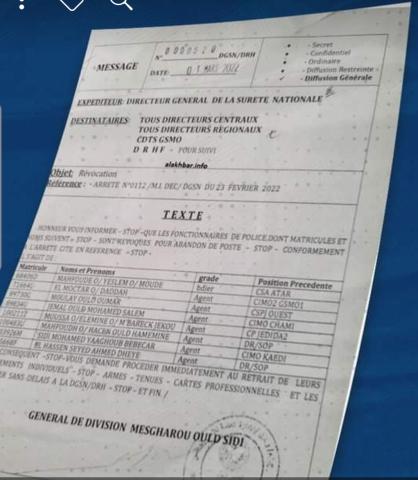 MESSAGE
N° 0000520 DGSN/DRH
DATE: 01 MARS 2022
- Secret
- Confidentiel
- Ordinaire
- Diffusion Restreinte
- Diffusion Générale
EXPEDITEUR: DIRECTEUR GENERAL DE LA SURETE NATIONALE
DESTINATAIRES: TOUS DIRECTEURS CENTRAUX
TOUS DIRECTEURS REGIONAUX
CDTS GSMO
D R H F - POUR SUIVI
alakhbar.info
Objet: Révocation
Référence: - ARRETE N°0112 /M.I. DEC/ DGSN DU 23 FEVRIER 2022
TEXTE
HONNEUR VOUS INFORMER - STOP - QUE LES FONCTIONNAIRES DE POLICE, DONT MATRICULES ET
NOMS SUIVENT - STOP - SONT REVOQUES POUR ABANDON DE POSTE - STOP - CONFORMEMENT
A L'ARRETE CITE EN REFERENCE - STOP -
Matricule Noms et Prenoms grade Position Precedente
MAHFOUDE O/ TESLEM O/ MOUDE bdier CSA ATAR
EL MOCTAR O/ DAHDAH Agent CIMO2 GSMO1
MOULAY OULD OUMAR Agent CSPJ OUEST
JEMAL OULD MOHAMED SALEM Agent CIMO CHAMI
MOUSSA O/ELEMINE O/ M'BARECK JEKOU Agent CP JEDIDA2
MAHFOUDH O/ HACEN OULD HAMEMINE Agent DR/SOP
SIDI MOHAMED YAAGHOUB BEBECAR Agent CIMO KAEDI
EL HASSEN SEYED AHMED DHEYE Agent DR/SOP
CONSEQUENT -STOP- VOUS DEMANDE PROCEDER IMMEDIATEMENT AU RETRAIT DE LEURS
INDIVIDUELS - STOP - ARMES - TENUES - CARTES PROFESSIONNELLES - ET LES
SANS DELAIS A LA DGSN/DRH - STOP - ET FIN /
GENERAL DE DIVISION MESGHAROU OULD SIDI